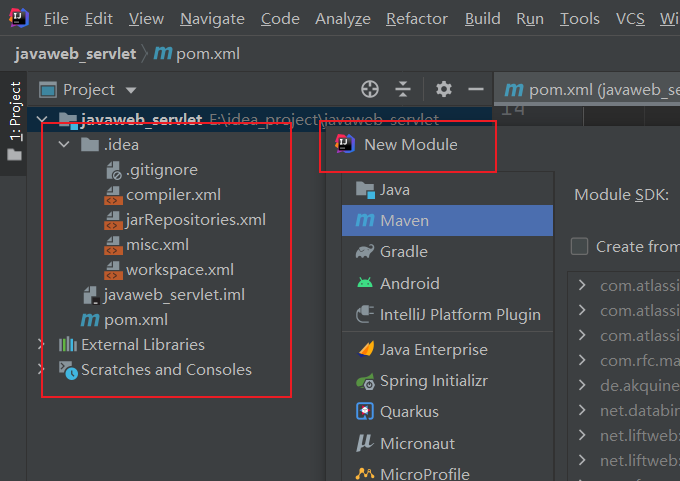 File Edit View Navigate Code Analyze Refactor Build Run Tools VCS Wi
javaweb_servlet pom.xml
1: Project
Project
pom.xml (javaweb_se
14
javaweb_servlet E:\idea_project\javaweb-servlet
.idea
.gitignore
compiler.xml
jarRepositories.xml
misc.xml
workspace.xml
javaweb_servlet.iml
pom.xml
External Libraries
Scratches and Consoles
New Module
Java
Maven
Gradle
Android
IntelliJ Platform Plugin
Java Enterprise
Spring Initializr
Quarkus
Micronaut
MicroProfile
Module SDK:
Create from
com.atlassi
com.atlassi
com.atlassi
com.rfc.ma
de.akquine
net.databin
net.liftweb:
net.liftweb: